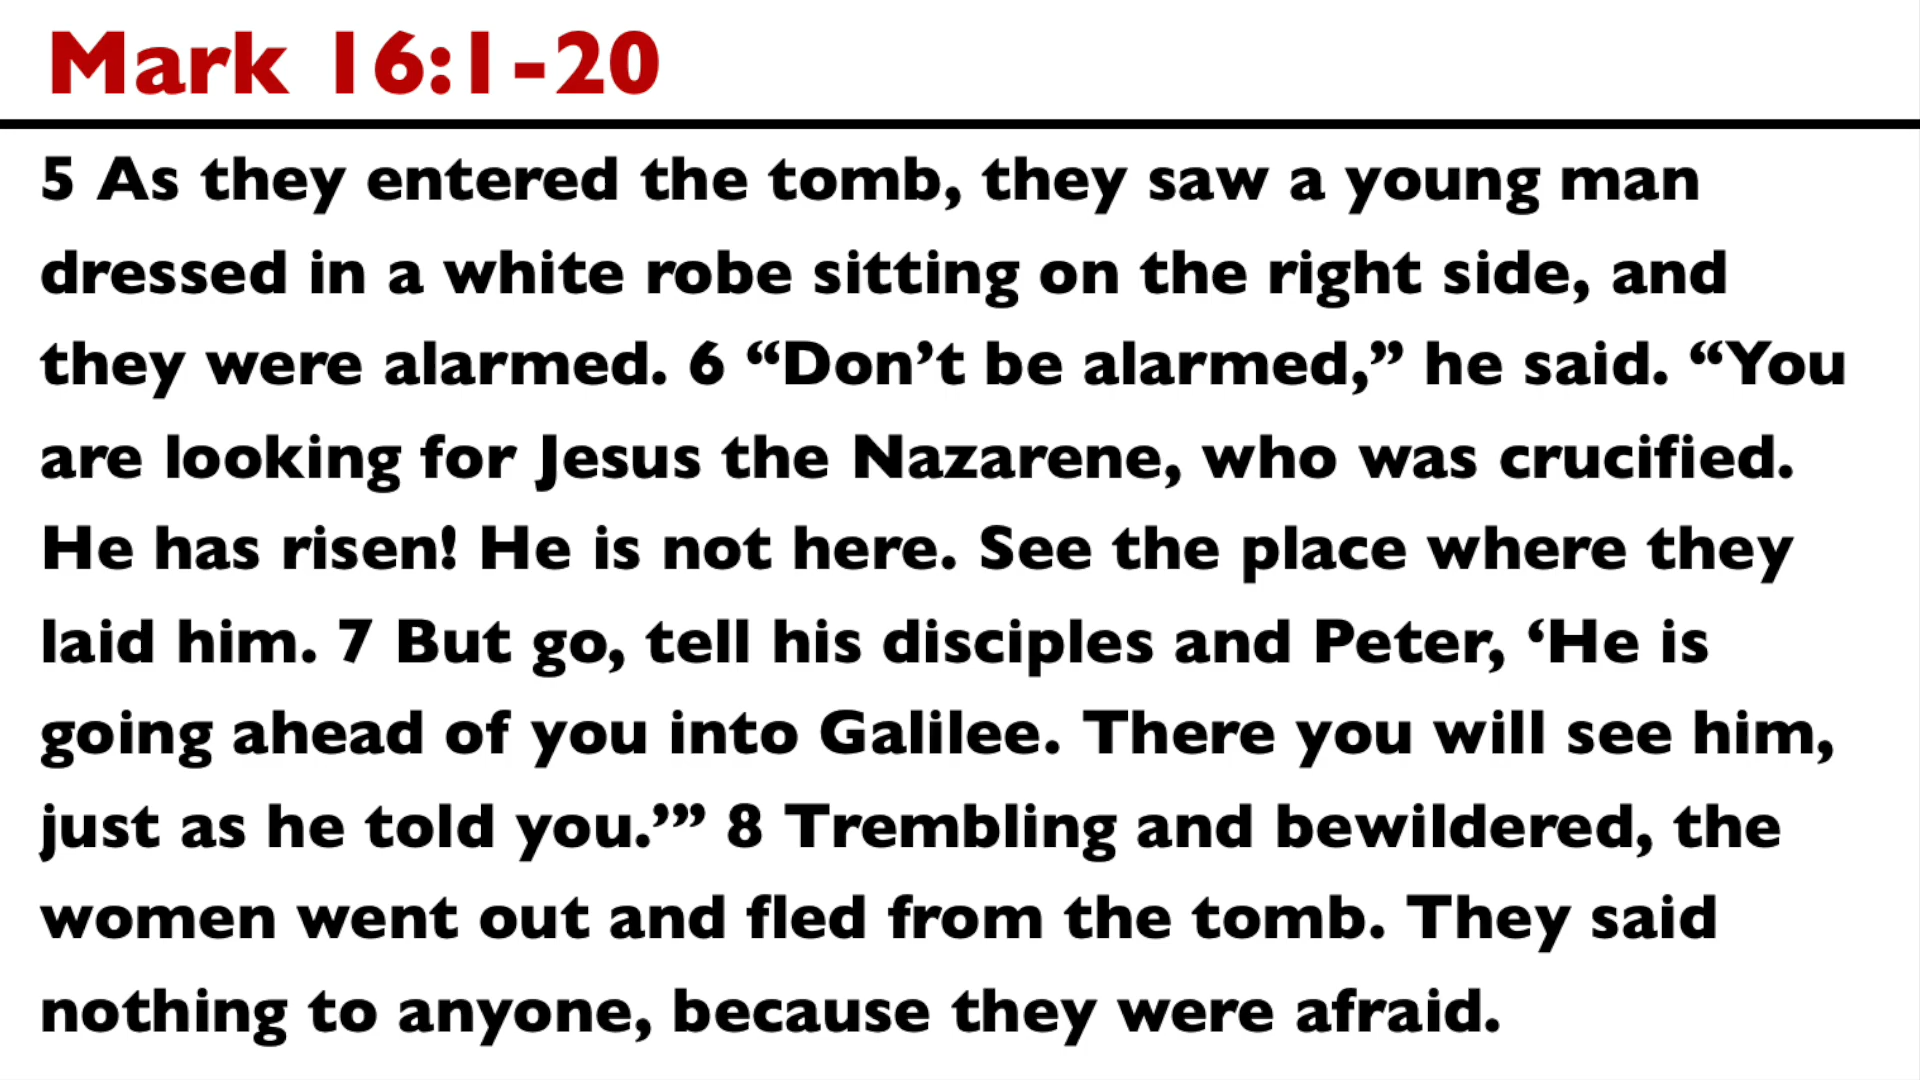 Mark 16:1-20
5 As they entered the tomb, they saw a young man
dressed in a white robe sitting on the right side, and
they were alarmed. 6 “Don’t be alarmed,” he said. “You
are looking for Jesus the Nazarene, who was crucified.
He has risen! He is not here. See the place where they
laid him. 7 But go, tell his disciples and Peter, ‘He is
going ahead of you into Galilee. There you will see him,
just as he told you.’” 8 Trembling and bewildered, the
women went out and fled from the tomb. They said
nothing to anyone, because they were afraid.